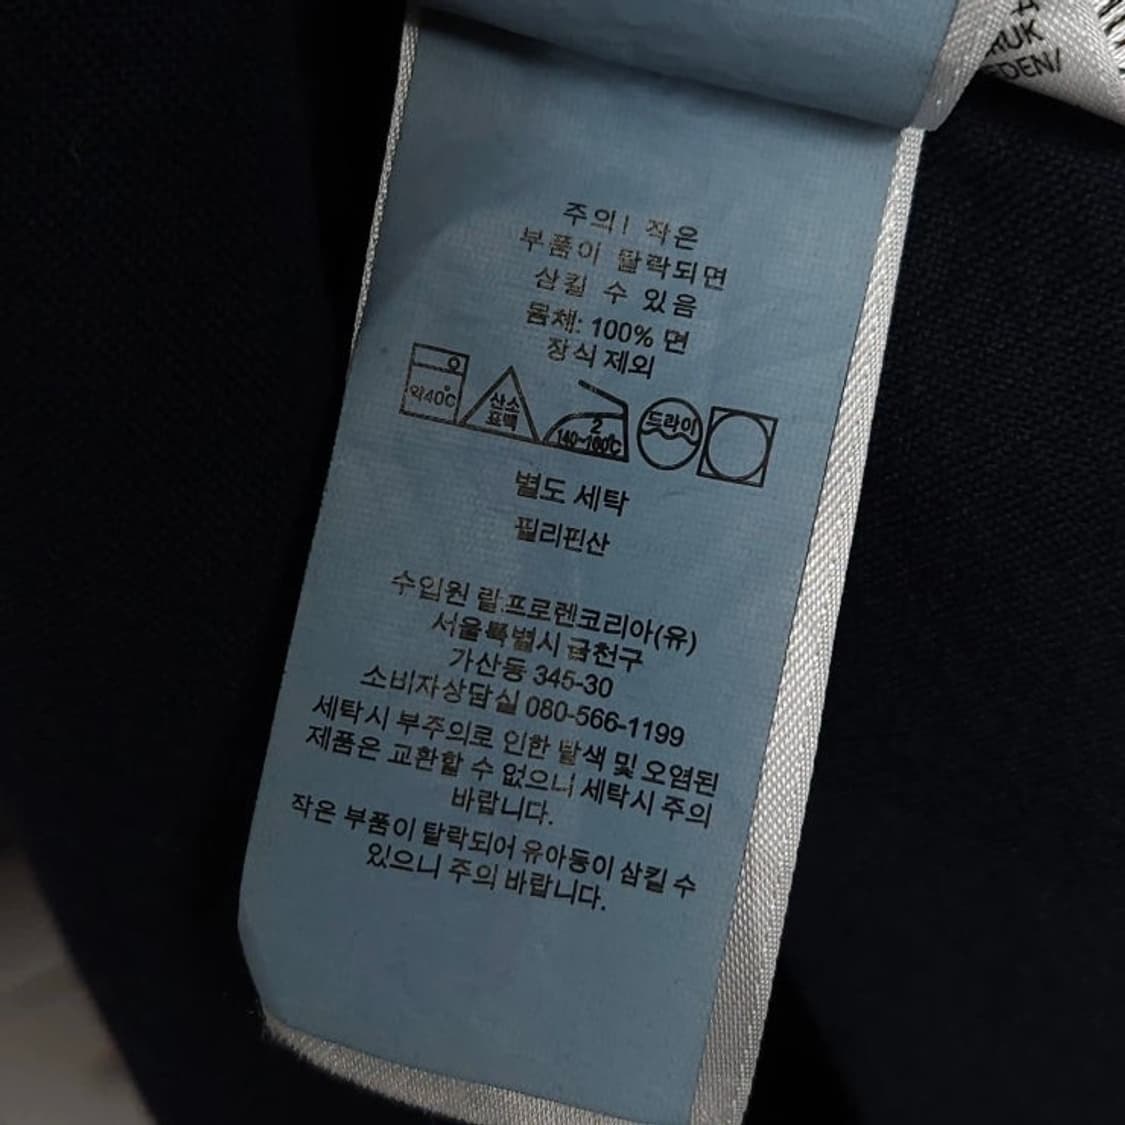 RUK
EDEN/
주의! 작은
부품이 탈락되면
삼킬 수 있음
몸체: 100% 면
장식 제외
약40℃
산소
표백
2
140~160℃
드라이
별도 세탁
필리핀산
수입원 랄프로렌코리아(유)
서울특별시 금천구
가산동 345-30
소비자상담실 080-566-1199
세탁시 부주의로 인한 탈색 및 오염된
제품은 교환할 수 없으니 세탁시 주의
바랍니다.
작은 부품이 탈락되어 유아등이 삼킬 수
있으니 주의 바랍니다.